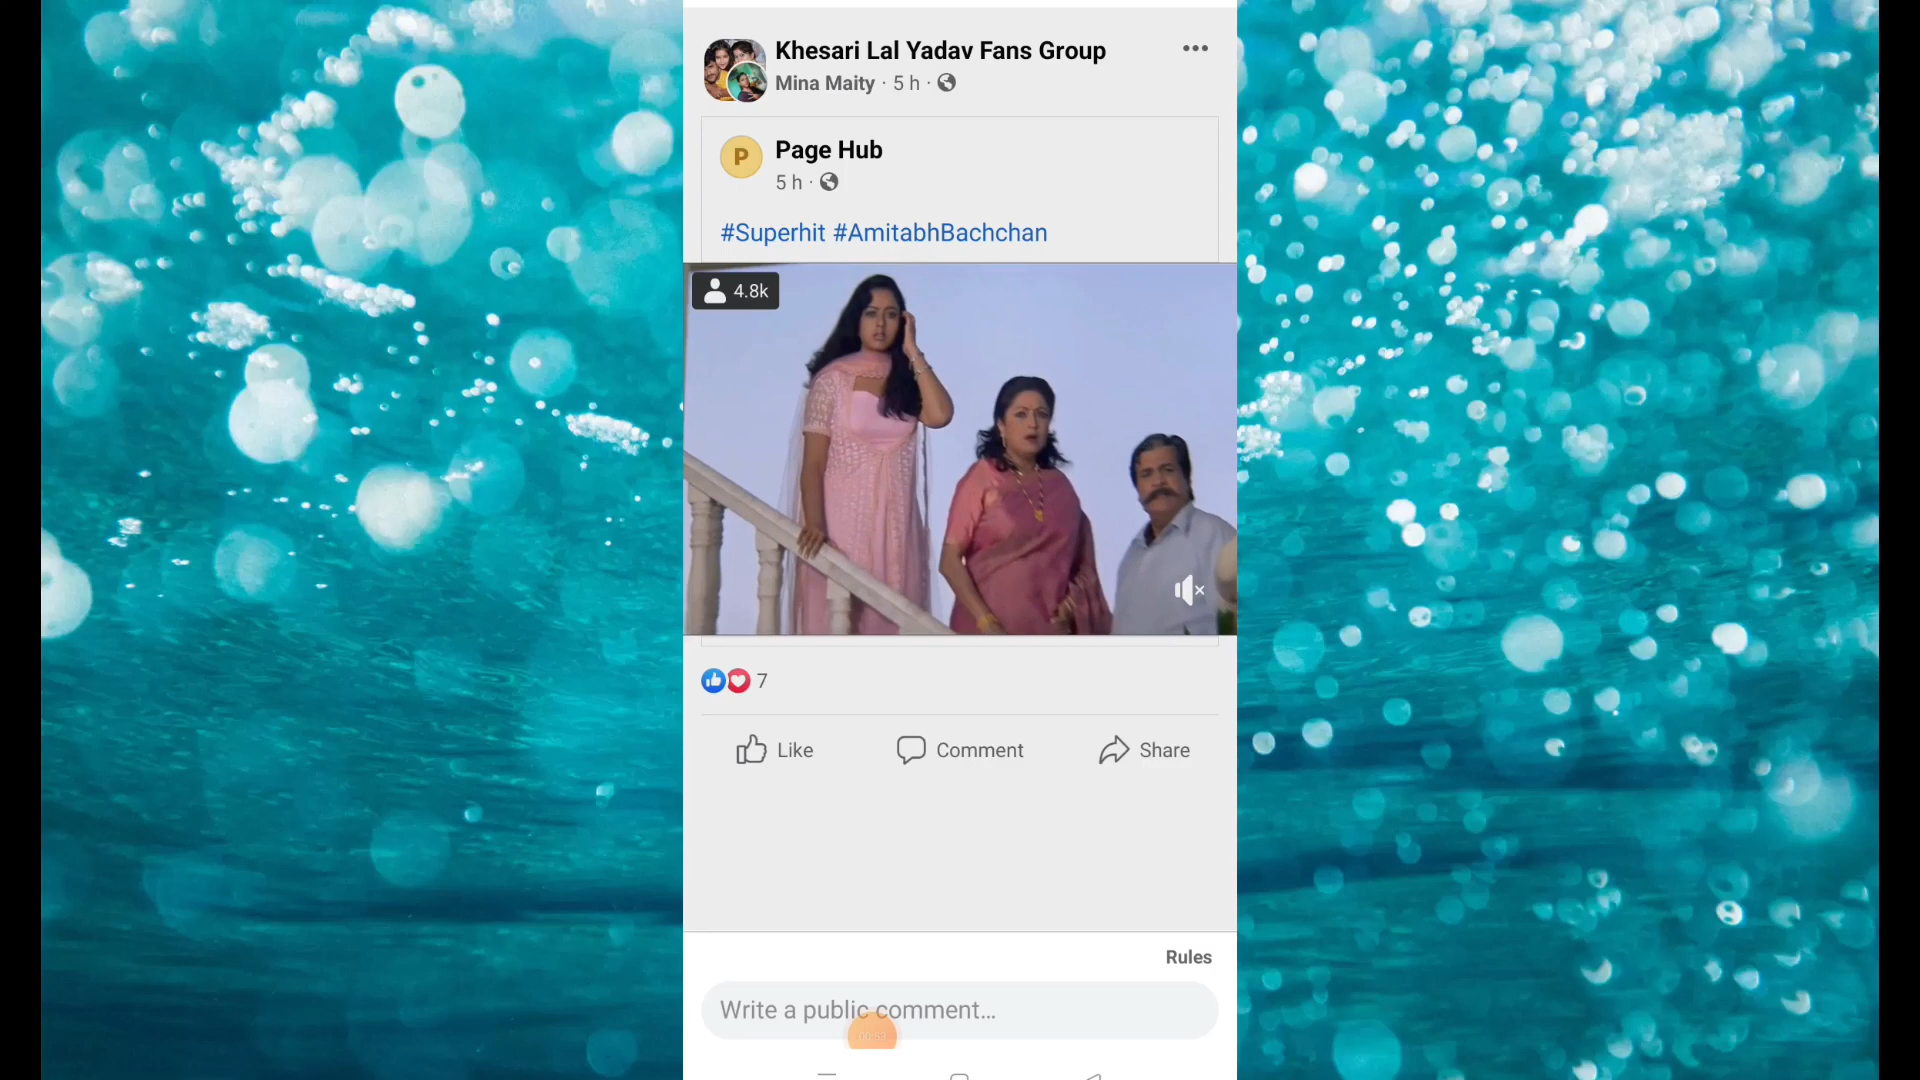 Khesari Lal Yadav Fans Group
Mina Maity · 5 h ·
P
Page Hub
5 h ·
#Superhit #AmitabhBachchan
4.8k
7
Like
Comment
Share
Rules
Write a public comment...